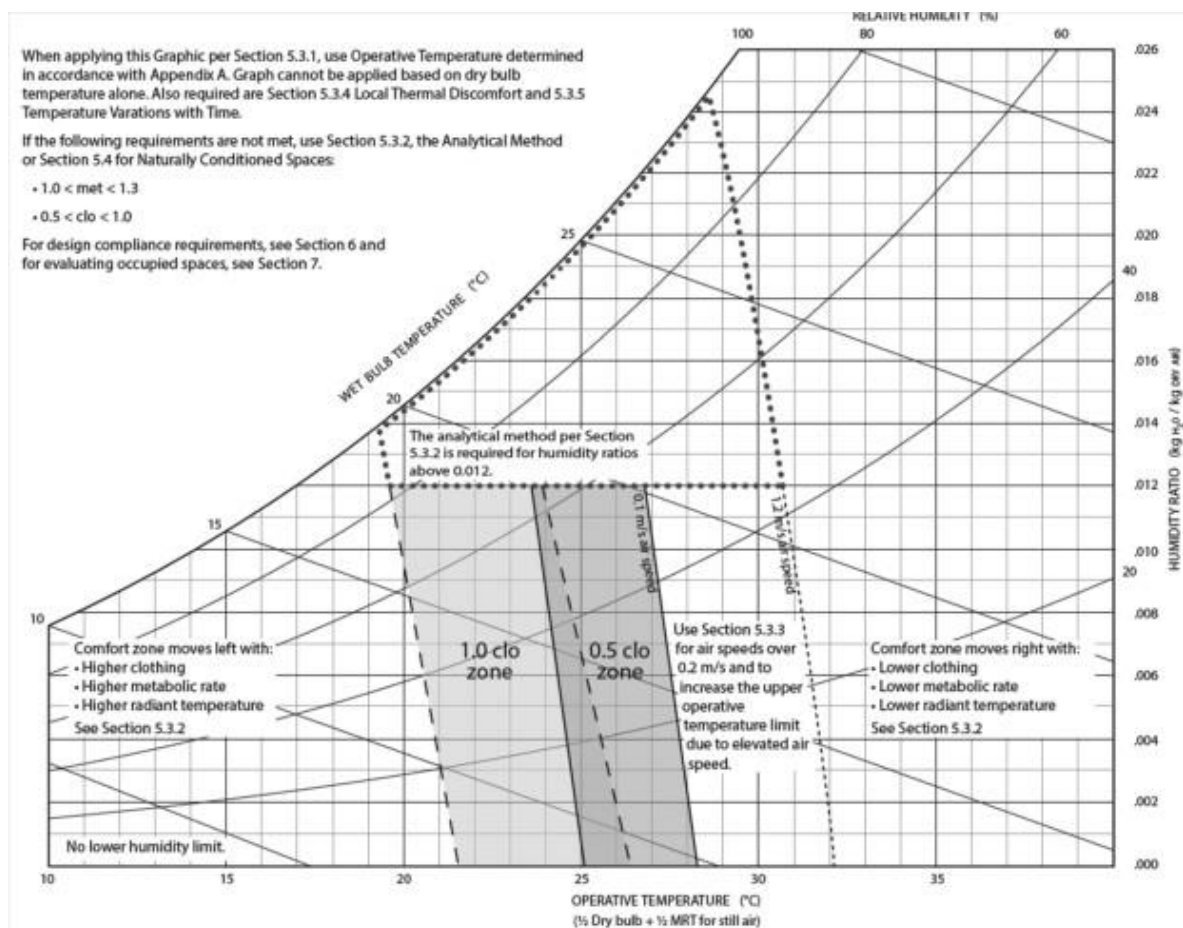 RELATIVE HUMIDITY (%)
100
80
60
When applying this Graphic per Section 5.3.1, use Operative Temperature determined
in accordance with Appendix A. Graph cannot be applied based on dry bulb
temperature alone. Also required are Section 5.3.4 Local Thermal Discomfort and 5.3.5
Temperature Varations with Time.
If the following requirements are not met, use Section 5.3.2, the Analytical Method
or Section 5.4 for Naturally Conditioned Spaces:
• 1.0 < met < 1.3
• 0.5 < clo < 1.0
For design compliance requirements, see Section 6 and
for evaluating occupied spaces, see Section 7.
WET BULB TEMPERATURE (°C)
25
20
15
10
The analytical method per Section
5.3.2 is required for humidity ratios
above 0.012.
0.1 m/s air speed
1.2 m/s air speed
Comfort zone moves left with:
• Higher clothing
• Higher metabolic rate
• Higher radiant temperature
See Section 5.3.2
1.0 clo
zone
0.5 clo
zone
Use Section 5.3.3
for air speeds over
0.2 m/s and to
increase the upper
operative
temperature limit
due to elevated air
speed.
Comfort zone moves right with:
• Lower clothing
• Lower metabolic rate
• Lower radiant temperature
See Section 5.3.2
No lower humidity limit.
.026
.024
.022
.020
40
.018
.016
.014
.012
.010
20
.008
.006
.004
.002
.000
HUMIDITY RATIO (kg H₂O / kg DRY AIR)
10
15
20
25
30
35
OPERATIVE TEMPERATURE (°C)
(½ Dry bulb + ½ MRT for still air)